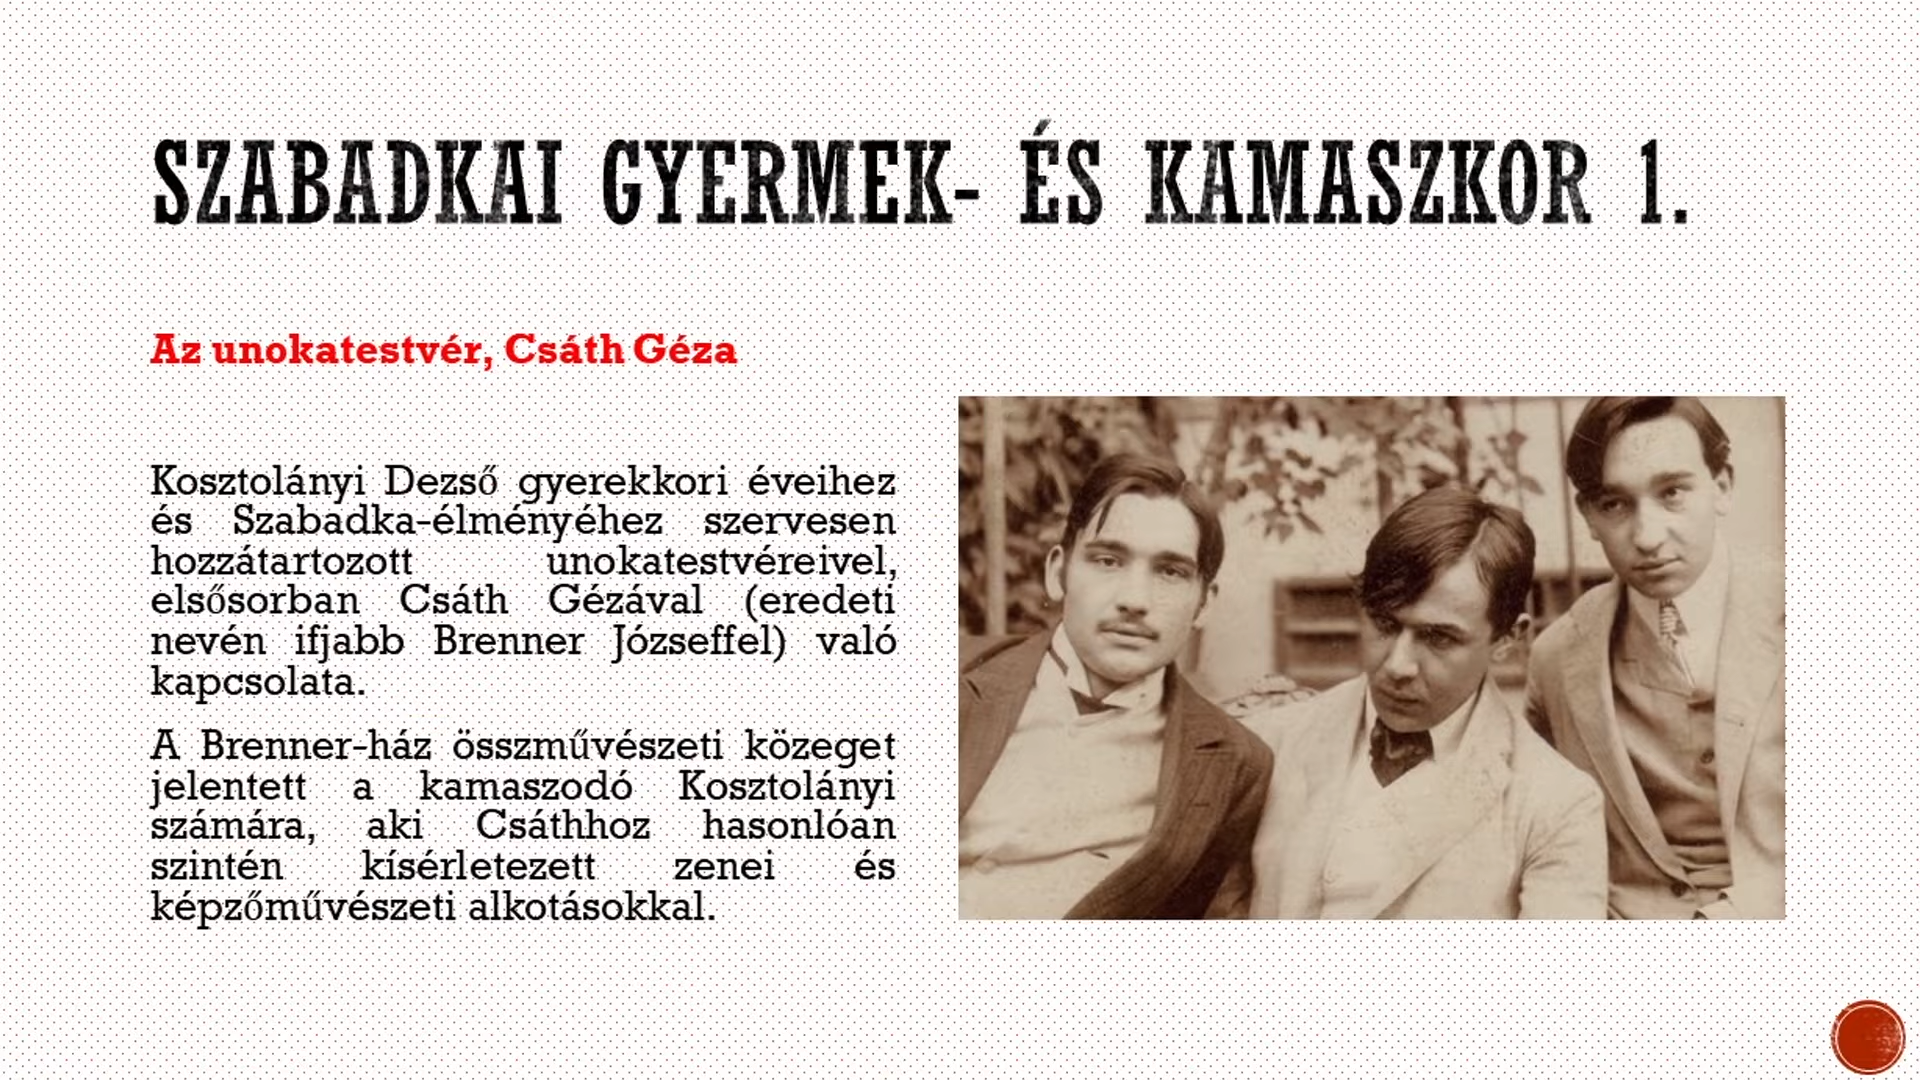 SZABADKAI GYERMEK- ÉS KAMASZKOR 1.
Az unokatestvér, Csáth Géza
Kosztolányi Dezső gyerekkori éveihez
és Szabadka-élményéhez szervesen
hozzátartozott unokatestvéreivel,
elsősorban Csáth Gézával (eredeti
nevén ifjabb Brenner Józseffel) való
kapcsolata.
A Brenner-ház összművészeti közeget
jelentett a kamaszodó Kosztolányi
számára, aki Csáthhoz hasonlóan
szintén kísérletezett zenei és
képzőművészeti alkotásokkal.